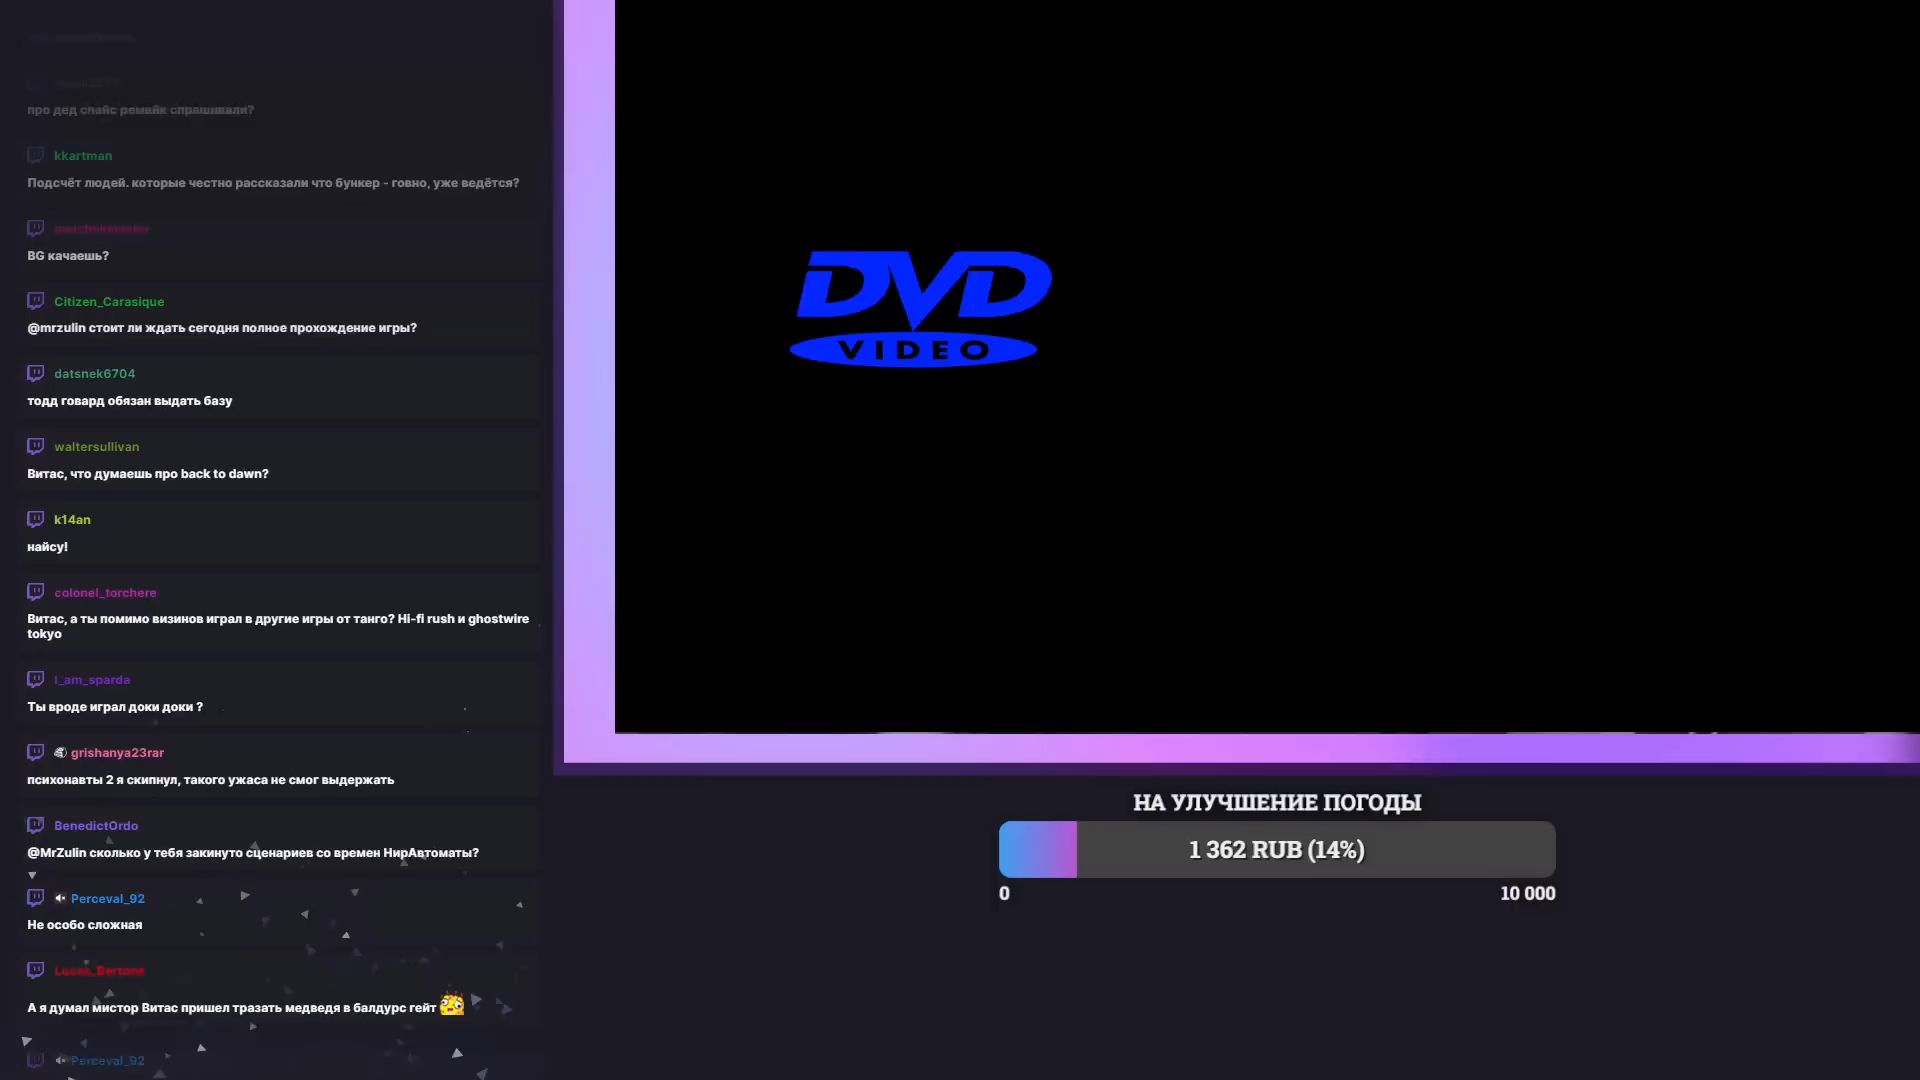 про дед спейс ремейк спрашивали?
kkartman
Подсчёт людей. которые честно рассказали что бункер - говно, уже ведётся?
BG качаешь?
Citizen_Carasique
@mrzulin стоит ли ждать сегодня полное прохождение игры?
datsnek6704
тодд говард обязан выдать базу
waltersullivan
Витас, что думаешь про back to dawn?
k14an
найсу!
colonel_torchere
Витас, а ты помимо визинов играл в другие игры от танго? Hi-fi rush и ghostwire
tokyo
I_am_sparda
Ты вроде играл доки доки ?
grishanya23rar
психонавты 2 я скипнул, такого ужаса не смог выдержать
BenedictOrdo
@MrZulin сколько у тебя закинуто сценариев со времен НирАвтоматы?
Perceval_92
Не особо сложная
Lucas_Bertone
А я думал мистор Витас пришел тразать медведя в балдурс гейт
Perceval_92
DVD
VIDEO
НА УЛУЧШЕНИЕ ПОГОДЫ
1 362 RUB (14%)
0
10 000